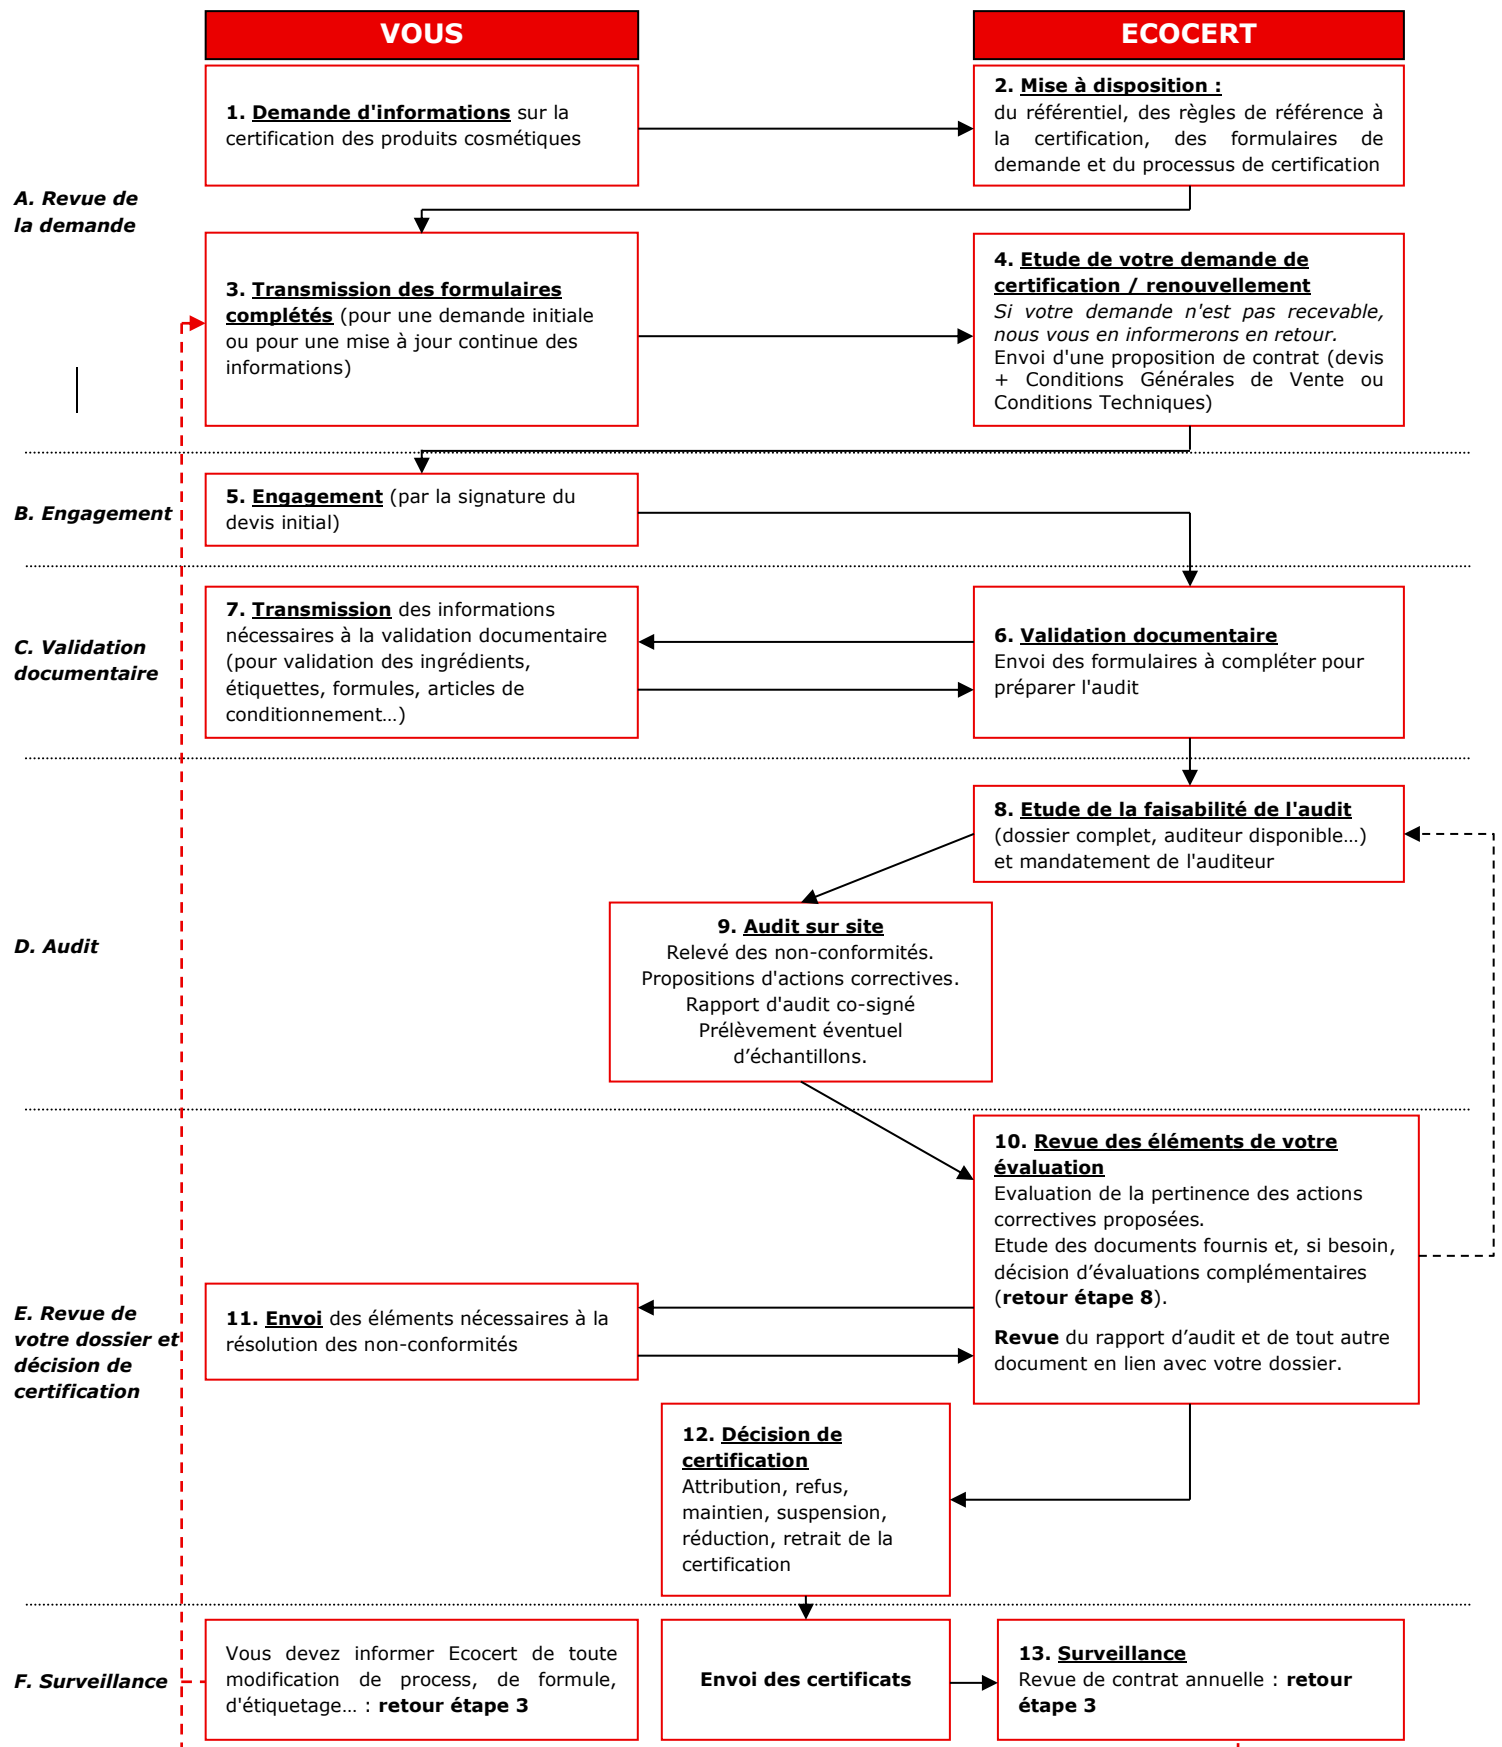 VOUS
ECOCERT
1. Demande d'informations sur la
certification des produits cosmétiques
2. Mise à disposition :
du référentiel, des règles de référence à
la certification, des formulaires de
demande et du processus de certification
A. Revue de
la demande
3. Transmission des formulaires
complétés (pour une demande initiale
ou pour une mise à jour continue des
informations)
4. Etude de votre demande de
certification / renouvellement
Si votre demande n'est pas recevable,
nous vous en informerons en retour.
Envoi d'une proposition de contrat (devis
+ Conditions Générales de Vente ou
Conditions Techniques)
B. Engagement
5. Engagement (par la signature du
devis initial)
C. Validation
documentaire
7. Transmission des informations
nécessaires à la validation documentaire
(pour validation des ingrédients,
étiquettes, formules, articles de
conditionnement…)
6. Validation documentaire
Envoi des formulaires à compléter pour
préparer l'audit
8. Etude de la faisabilité de l'audit
(dossier complet, auditeur disponible…)
et mandatement de l'auditeur
D. Audit
9. Audit sur site
Relevé des non-conformités.
Propositions d'actions correctives.
Rapport d'audit co-signé
Prélèvement éventuel
d’échantillons.
10. Revue des éléments de votre
évaluation
Evaluation de la pertinence des actions
correctives proposées.
Etude des documents fournis et, si besoin,
décision d’évaluations complémentaires
(retour étape 8).
Revue du rapport d’audit et de tout autre
document en lien avec votre dossier.
E. Revue de
votre dossier et
décision de
certification
11. Envoi des éléments nécessaires à la
résolution des non-conformités
12. Décision de
certification
Attribution, refus,
maintien, suspension,
réduction, retrait de la
certification
F. Surveillance
Vous devez informer Ecocert de toute
modification de process, de formule,
d'étiquetage… : retour étape 3
Envoi des certificats
13. Surveillance
Revue de contrat annuelle : retour
étape 3